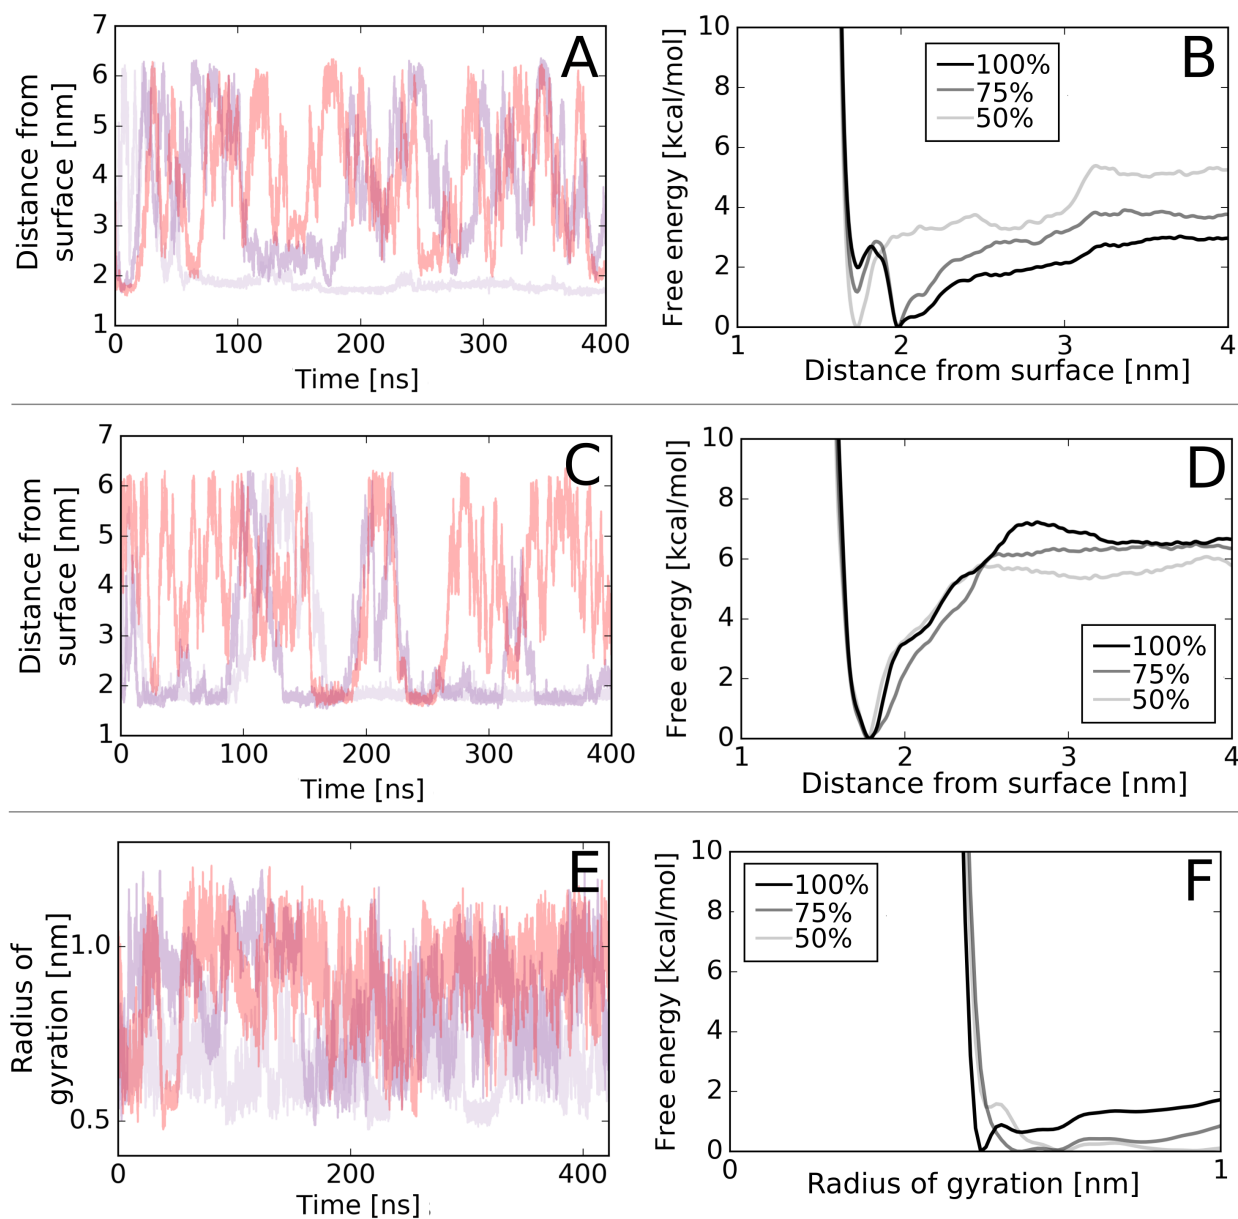 A
7
6
5
4
3
2
1
Distance from
surface [nm]
0 100 200 300 400
Time [ns]
B
10
8
6
4
2
0
Free energy [kcal/mol]
100%
75%
50%
1 2 3 4
Distance from surface [nm]
C
7
6
5
4
3
2
1
Distance from
surface [nm]
0 100 200 300 400
Time [ns]
D
10
8
6
4
2
0
Free energy [kcal/mol]
100%
75%
50%
1 2 3 4
Distance from surface [nm]
E
1.0
0.5
Radius of
gyration [nm]
0 200 400
Time [ns]
F
10
8
6
4
2
0
Free energy [kcal/mol]
100%
75%
50%
0 1
Radius of gyration [nm]